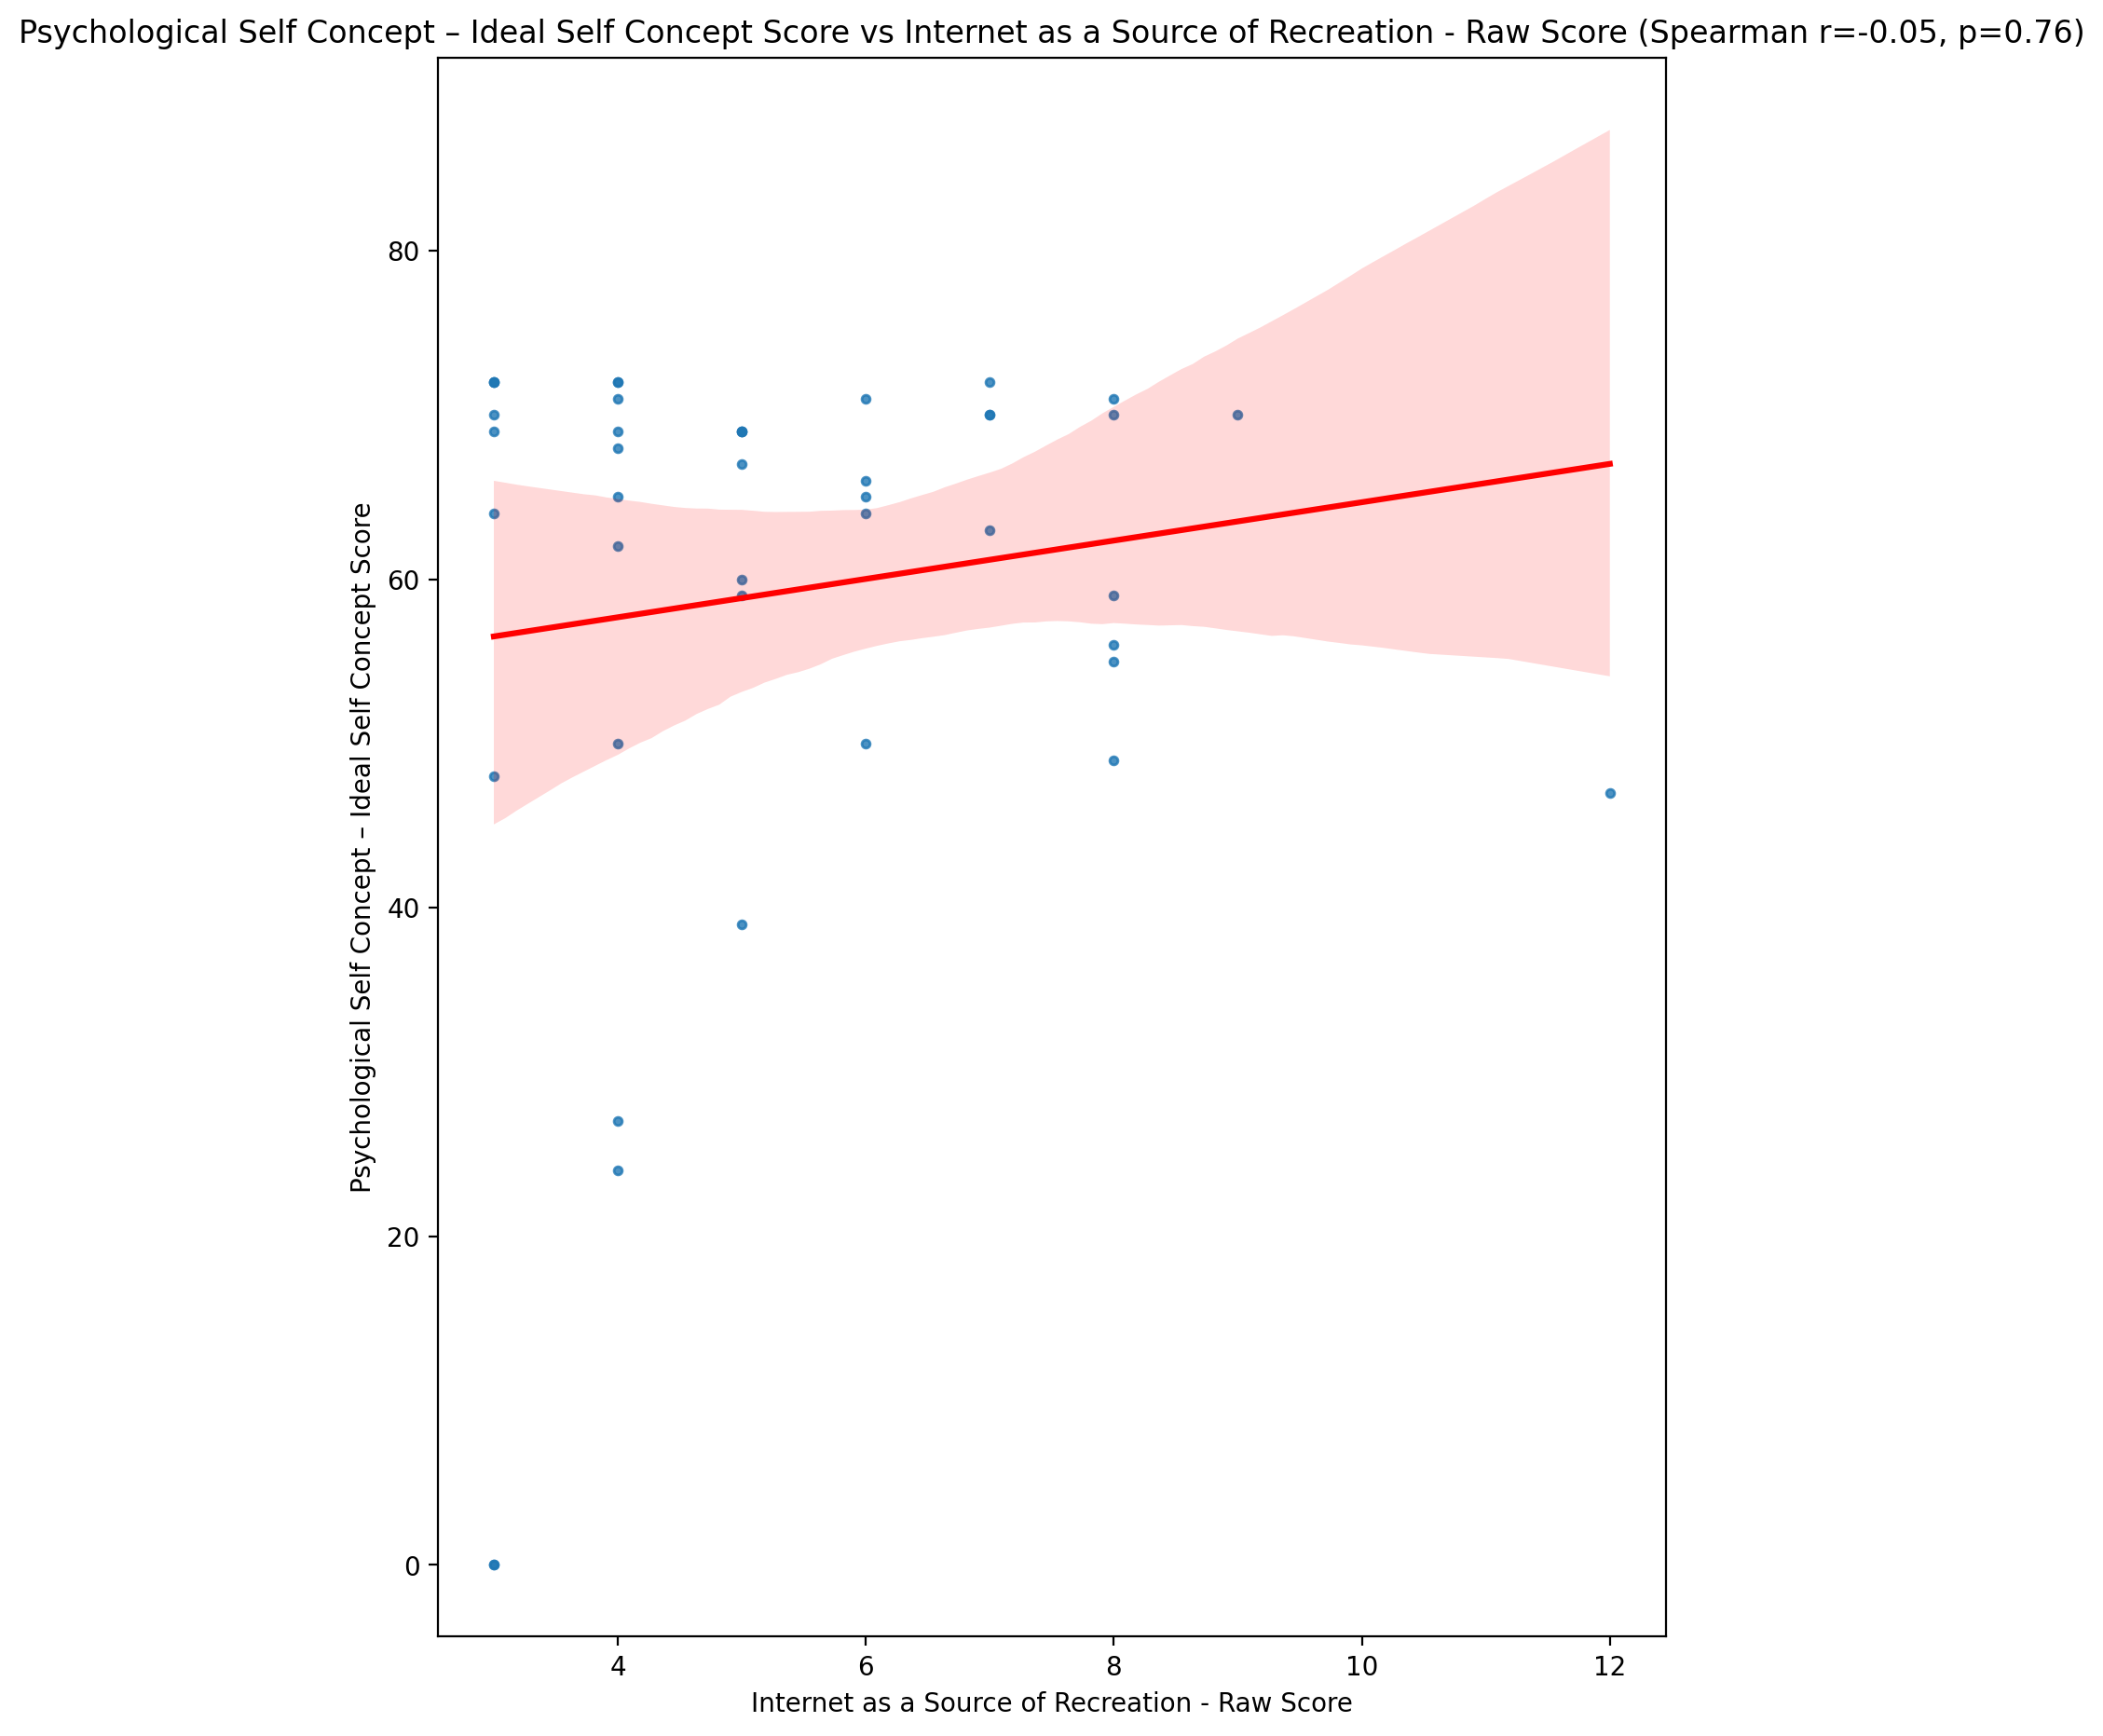 Psychological Self Concept – Ideal Self Concept Score vs Internet as a Source of Recreation - Raw Score (Spearman r=-0.05, p=0.76)
Psychological Self Concept – Ideal Self Concept Score
80
60
40
20
0
4 6 8 10 12
Internet as a Source of Recreation - Raw Score